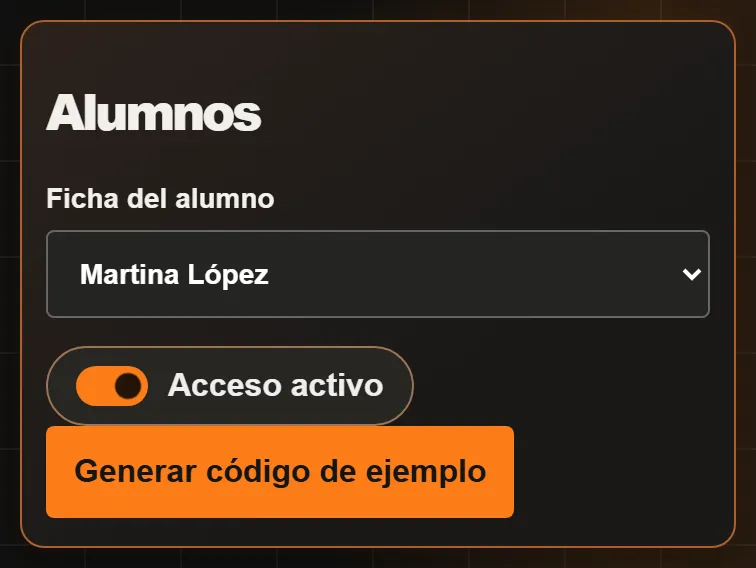 Alumnos
Ficha del alumno
Martina López
Acceso activo
Generar código de ejemplo